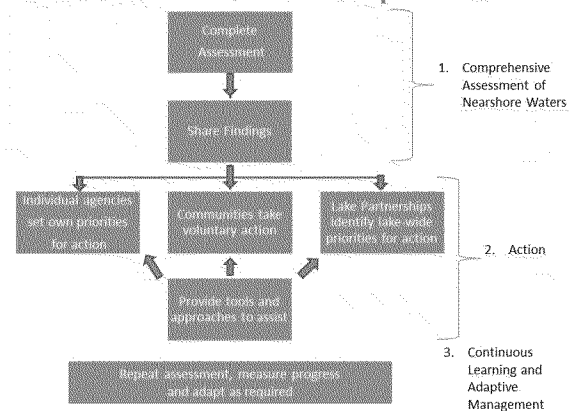 Complete
Assessment
1. Comprehensive
Assessment of
Nearshore Waters
Share Findings
Individual agencies
set own priorities
for action
Communities take
voluntary action
Lake Partnerships
identify lake wide
priorities for action
2. Action
Provide tools and
approaches to assist
3. Continuous
Learning and
Adaptive
Management
Repeat assessment, measure progress
and adapt as required